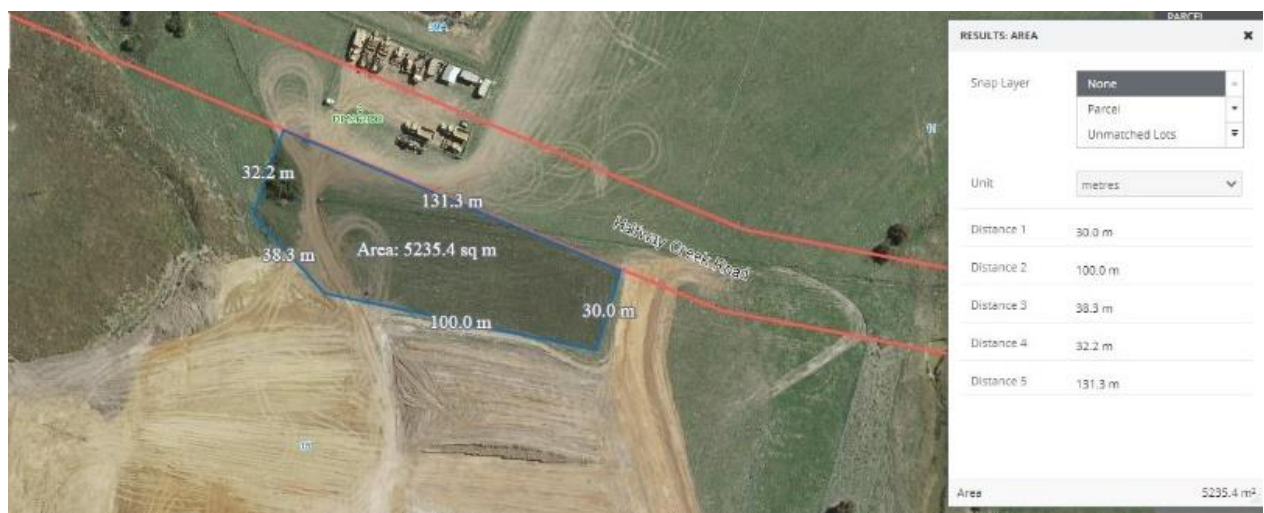 PARCEL
RESULTS: AREA
Snap Layer
None
Parcel
Unmatched Lots
Unit
metres
Distance 1 30.0 m
Distance 2 100.0 m
Distance 3 38.3 m
Distance 4 32.2 m
Distance 5 131.3 m
Area 5235.4 m²
32.2 m
131.3 m
Halfway Creek Road
38.3 m
Area: 5235.4 sq m
30.0 m
100.0 m